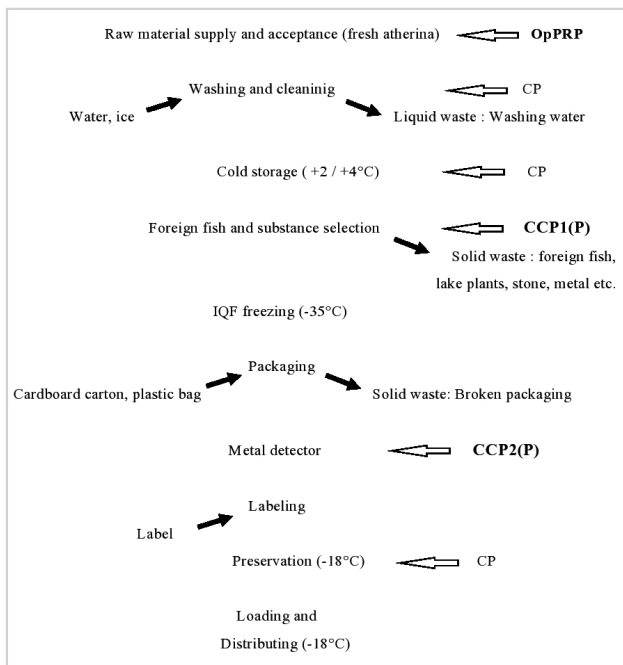 Raw material supply and acceptance (fresh atherina) OpPRP
Washing and cleaninig CP
Water, ice Liquid waste : Washing water
Cold storage ( +2 / +4°C) CP
Foreign fish and substance selection CCP1(P)
Solid waste : foreign fish,
lake plants, stone, metal etc.
IQF freezing (-35°C)
Packaging
Cardboard carton, plastic bag Solid waste: Broken packaging
Metal detector CCP2(P)
Labeling
Label
Preservation (-18°C) CP
Loading and
Distributing (-18°C)